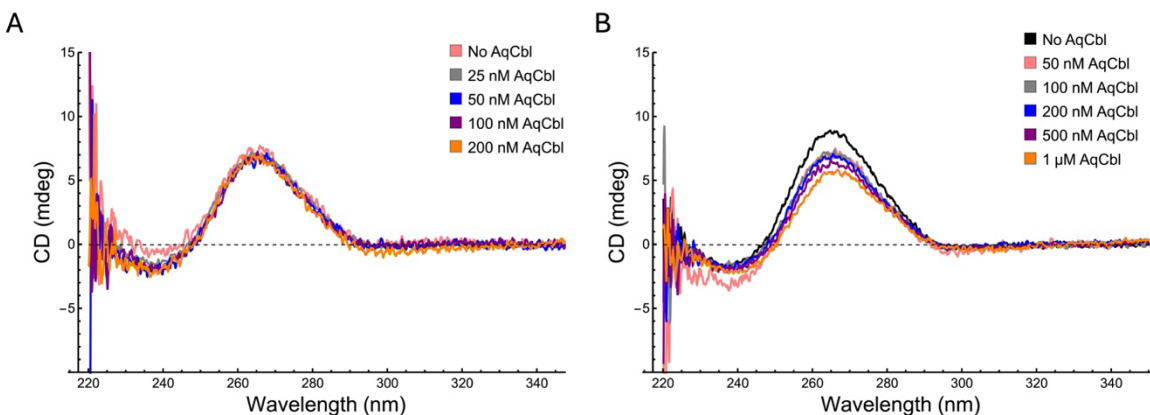 A
No AqCbl
25 nM AqCbl
50 nM AqCbl
100 nM AqCbl
200 nM AqCbl
15
10
5
0
−5
CD (mdeg)
220 240 260 280 300 320 340
Wavelength (nm)
B
No AqCbl
50 nM AqCbl
100 nM AqCbl
200 nM AqCbl
500 nM AqCbl
1 µM AqCbl
15
10
5
0
−5
CD (mdeg)
220 240 260 280 300 320 340
Wavelength (nm)